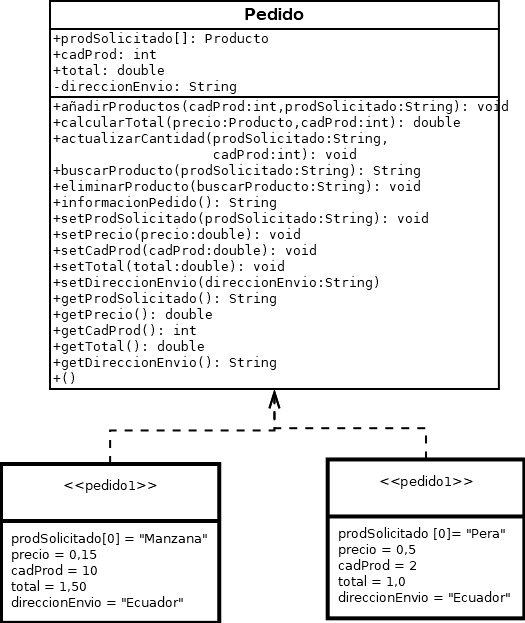 Pedido
+prodSolicitado[]: Producto
+cadProd: int
+total: double
-direccionEnvio: String
+añadirProductos(cadProd:int,prodSolicitado:String): void
+calcularTotal(precio:Producto,cadProd:int): double
+actualizarCantidad(prodSolicitado:String,
cadProd:int): void
+buscarProducto(prodSolicitado:String): String
+eliminarProducto(buscarProducto:String): void
+informacionPedido(): String
+setProdSolicitado(prodSolicitado:String): void
+setPrecio(precio:double): void
+setCadProd(cadProd:double): void
+setTotal(total:double): void
+setDireccionEnvio(direccionEnvio:String)
+getProdSolicitado(): String
+getPrecio(): double
+getCadProd(): int
+getTotal(): double
+getDireccionEnvio(): String
+()
<<pedido1>>
prodSolicitado[0] = "Manzana"
precio = 0,15
cadProd = 10
total = 1,50
direccionEnvio = "Ecuador"
<<pedido1>>
prodSolicitado [0]= "Pera"
precio = 0,5
cadProd = 2
total = 1,0
direccionEnvio = "Ecuador"